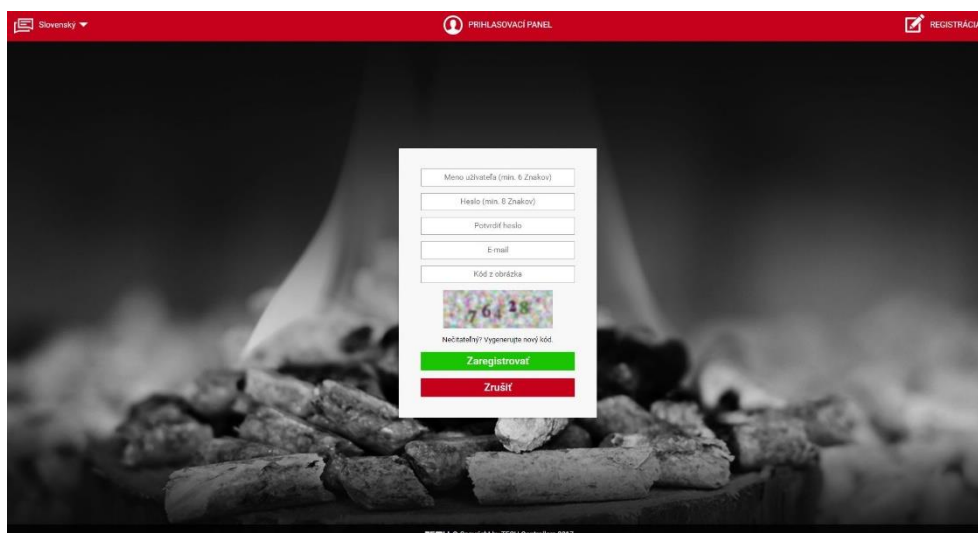 Slovenský
PRIHLASOVACÍ PANEL
REGISTRÁCIA
Meno užívateľa (min. 6 Znakov)
Heslo (min. 8 Znakov)
Potvrdiť heslo
E-mail
Kód z obrázka
Nečitateľný? Vygenerujte nový kód.
Zaregistrovať
Zrušiť